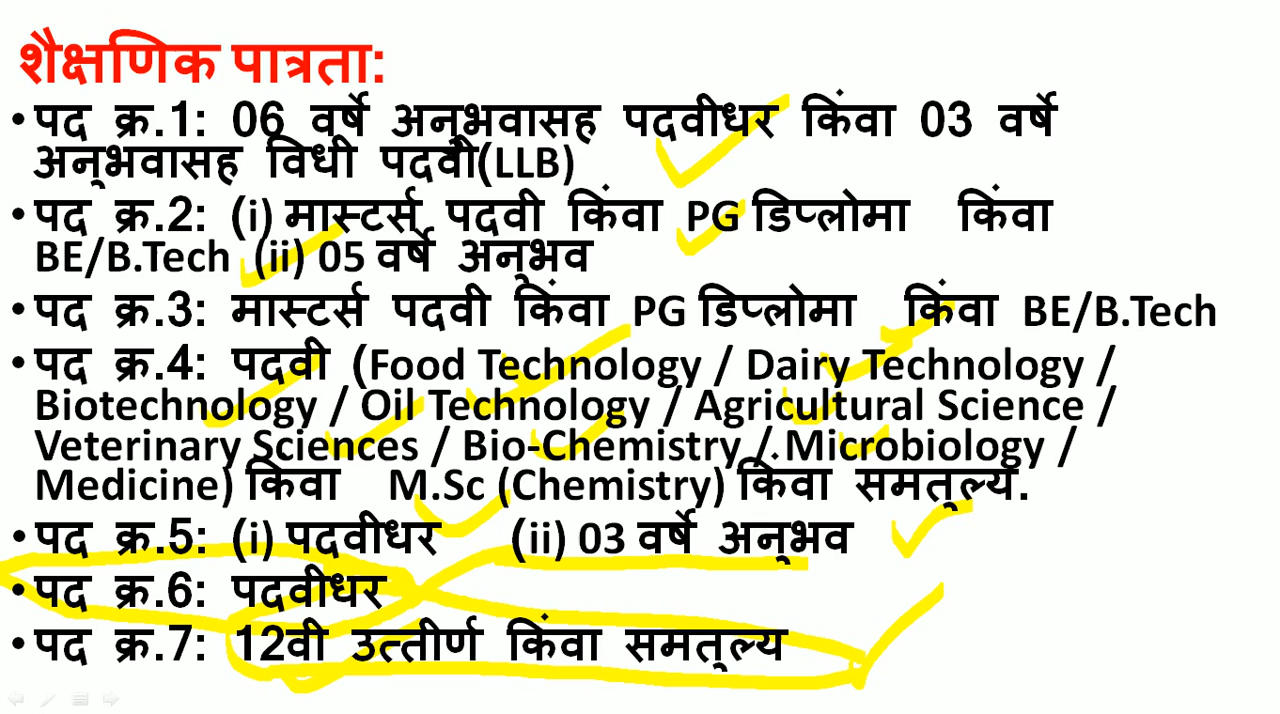 शैक्षणिक पात्रता:
• पद क्र.1: 06 वर्षे अनुभवासह पदवीधर किंवा 03 वर्षे
अनुभवासह विधी पदवी(LLB)
• पद क्र.2: (i) मास्टर्स पदवी किंवा PG डिप्लोमा किंवा
BE/B.Tech (ii) 05 वर्षे अनुभव
• पद क्र.3: मास्टर्स पदवी किंवा PG डिप्लोमा किंवा BE/B.Tech
• पद क्र.4: पदवी (Food Technology / Dairy Technology /
Biotechnology / Oil Technology / Agricultural Science /
Veterinary Sciences / Bio-Chemistry / Microbiology /
Medicine) किंवा M.Sc (Chemistry) किंवा समतुल्य.
• पद क्र.5: (i) पदवीधर (ii) 03 वर्षे अनुभव
• पद क्र.6: पदवीधर
• पद क्र.7: 12वी उत्तीर्ण किंवा समतुल्य